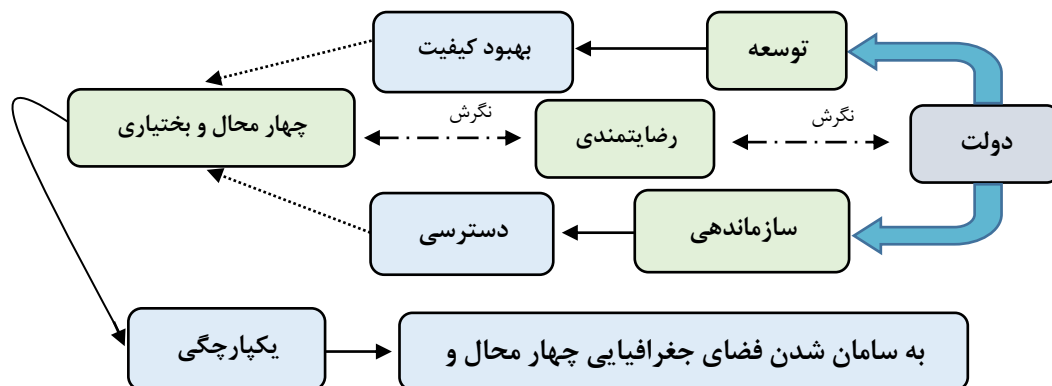 توسعه
بهبود کیفیت
نگرش
نگرش
دولت
رضایتمندی
چهار محال و بختیاری
سازماندهی
دسترسی
یکپارچگی
به سامان شدن فضای جغرافیایی چهار محال و